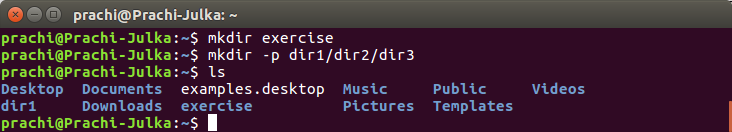 prachi@Prachi-Julka: ~
prachi@Prachi-Julka:~$ mkdir exercise
prachi@Prachi-Julka:~$ mkdir -p dir1/dir2/dir3
prachi@Prachi-Julka:~$ ls
Desktop  Documents  examples.desktop  Music     Public     Videos
dir1     Downloads  exercise          Pictures  Templates
prachi@Prachi-Julka:~$